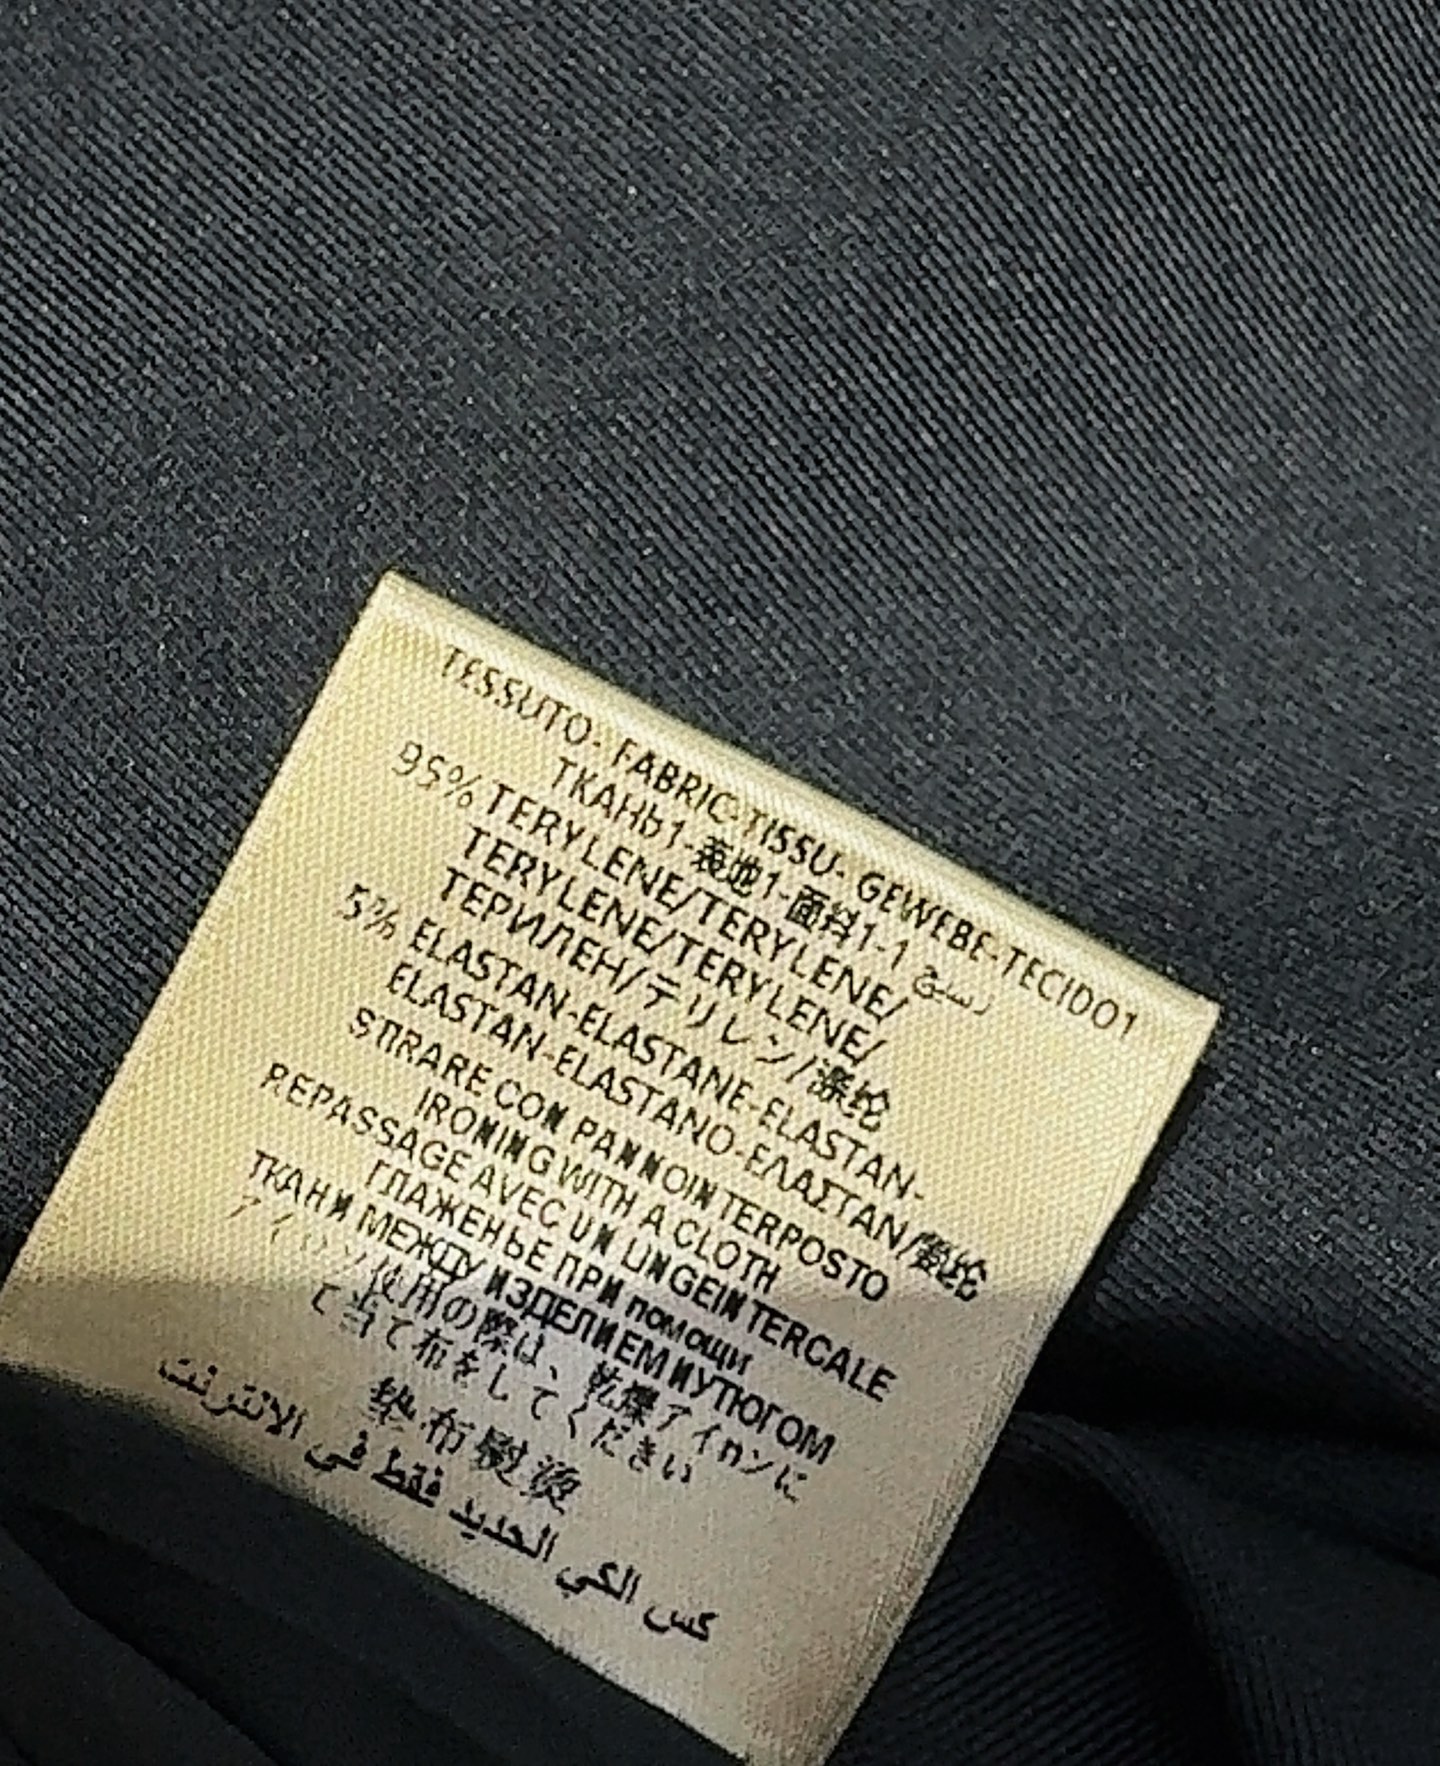 TESSUTO- FABRIC-TISSU- GEWEBE-TECIDO1
ТКАНЬ1-表地1-面料1-1 نسيج
95% TERYLENE/TERYLENE/
TERYLENE/TERYLENE/
ТЕРИЛЕН/テリレン/涤纶
5% ELASTAN-ELASTANE-ELASTAN-
ELASTAN-ELASTANO-ΕΛΑΣΤΑΝ/氨纶
STIRARE CON PANNO INTERPOSTO
IRONING WITH A CLOTH
REPASSAGE AVEC UN LINGE INTERCALE
ГЛАЖЕНЬЕ ПРИ помощи
ТКАНИ МЕЖДУ ИЗДЕЛИЕМ И УТЮГОМ
アイロン使用の際は、乾燥アイロンに
て当て布をしてください
垫布熨烫
كس الكي الحديد فقط في الانترنت